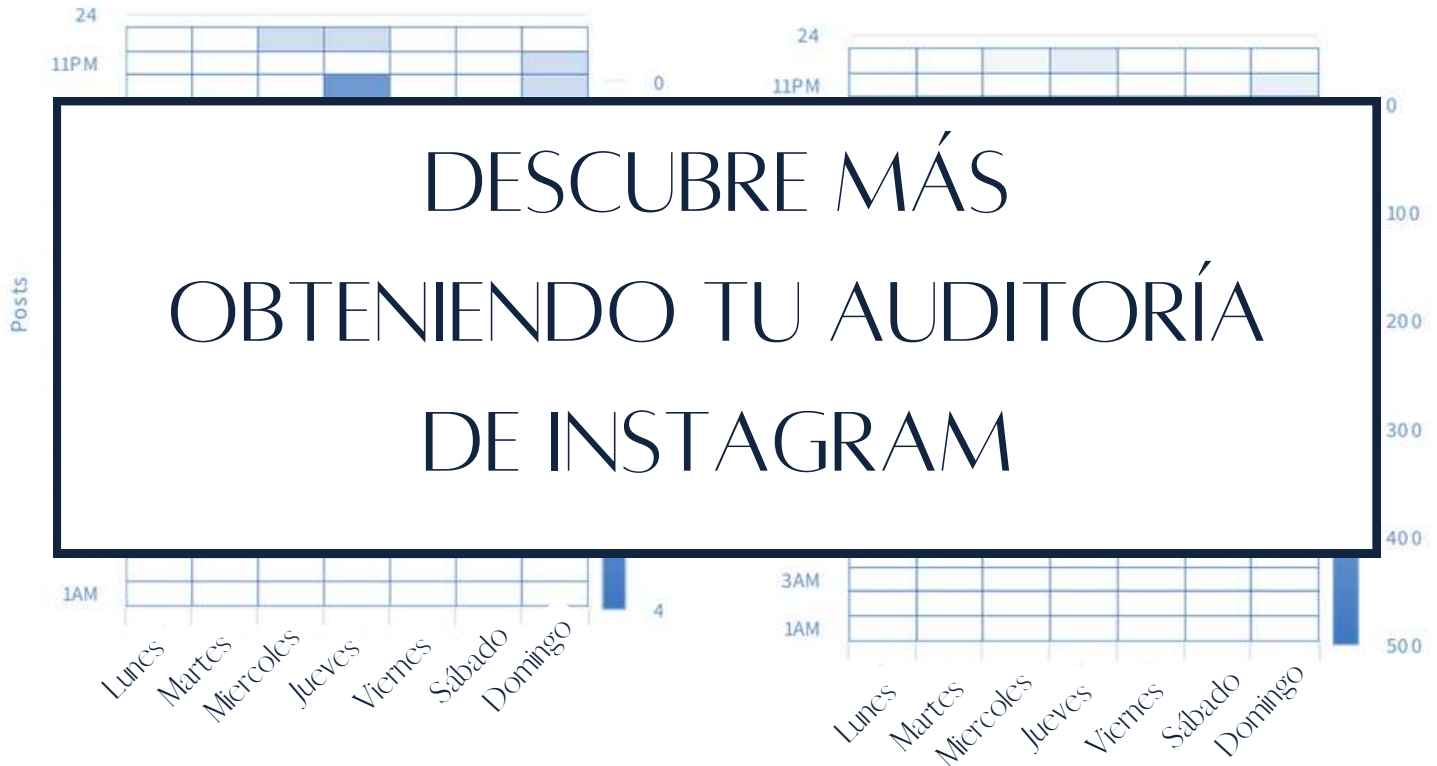 24
11PM
Posts
1AM
0
4
Lunes
Martes
Miercoles
Jueves
Viernes
Sábado
Domingo
DESCUBRE MÁS
OBTENIENDO TU AUDITORÍA
DE INSTAGRAM
24
11PM
3AM
1AM
0
100
200
300
400
500
Lunes
Martes
Miercoles
Jueves
Viernes
Sábado
Domingo